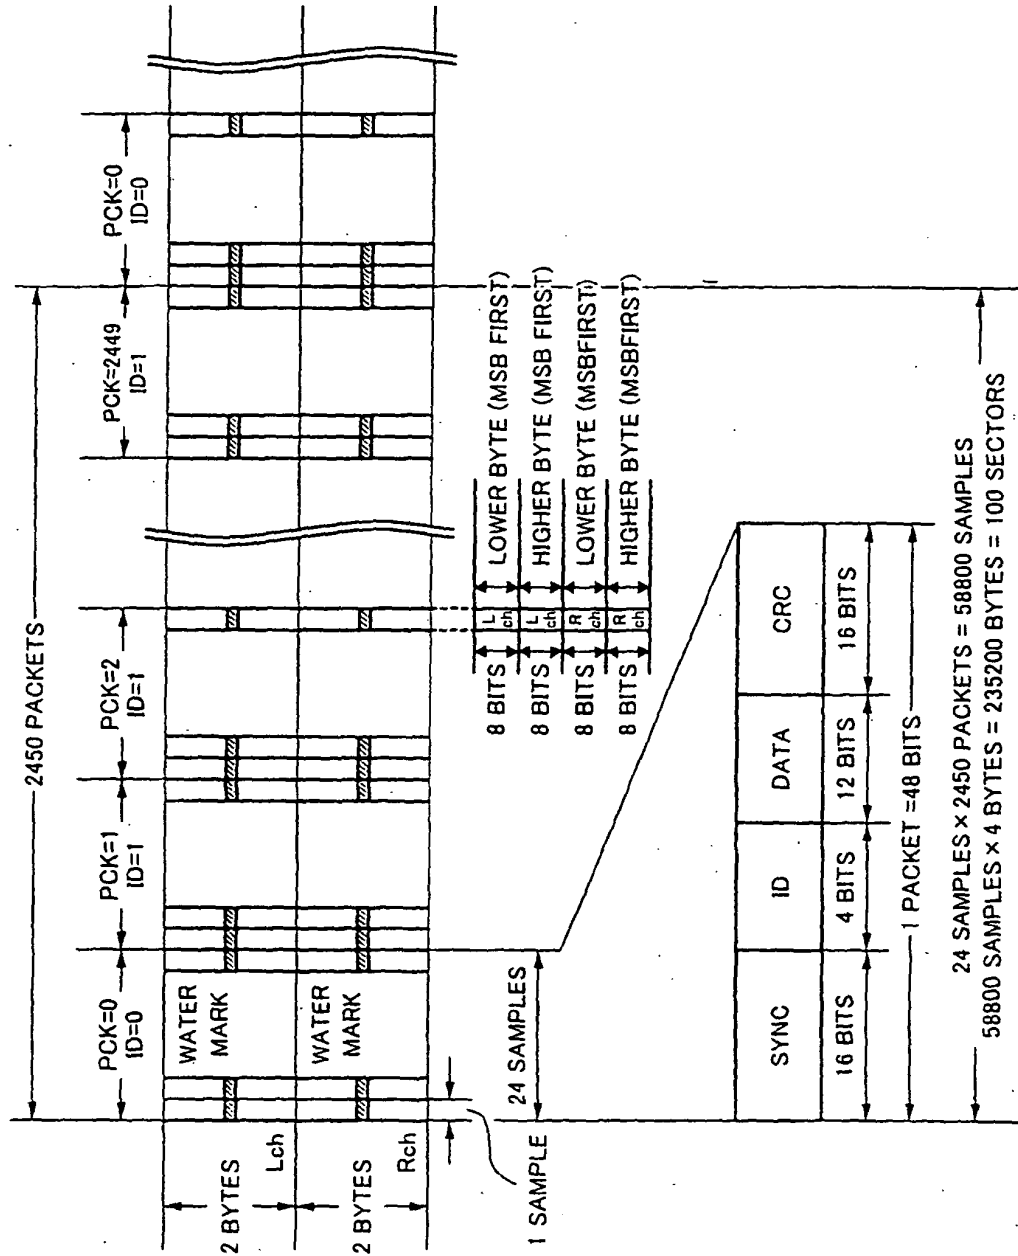 2450 PACKETS
PCK=0
ID=0
PCK=1
ID=1
PCK=2
ID=1
PCK=2449
ID=1
PCK=0
ID=0
2 BYTES
Lch
WATER
MARK
2 BYTES
Rch
WATER
MARK
1 SAMPLE
24 SAMPLES
8 BITS
L
ch
LOWER BYTE (MSB FIRST)
8 BITS
L
ch
HIGHER BYTE (MSB FIRST)
8 BITS
R
ch
LOWER BYTE (MSBFIRST)
8 BITS
R
ch
HIGHER BYTE (MSBFIRST)
SYNC
ID
DATA
CRC
16 BITS
4 BITS
12 BITS
16 BITS
1 PACKET =48 BITS
24 SAMPLES × 2450 PACKETS = 58800 SAMPLES
58800 SAMPLES × 4 BYTES = 235200 BYTES = 100 SECTORS